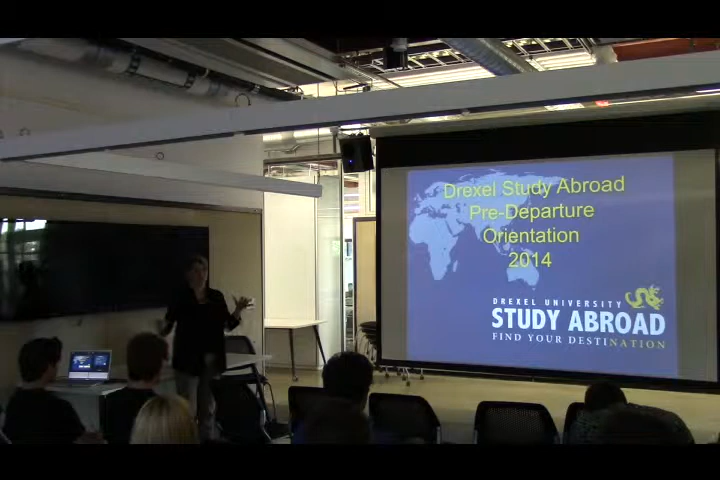 Drexel Study Abroad
Pre-Departure
Orientation
2014
DREXEL UNIVERSITY
STUDY ABROAD
FIND YOUR DESTINATION